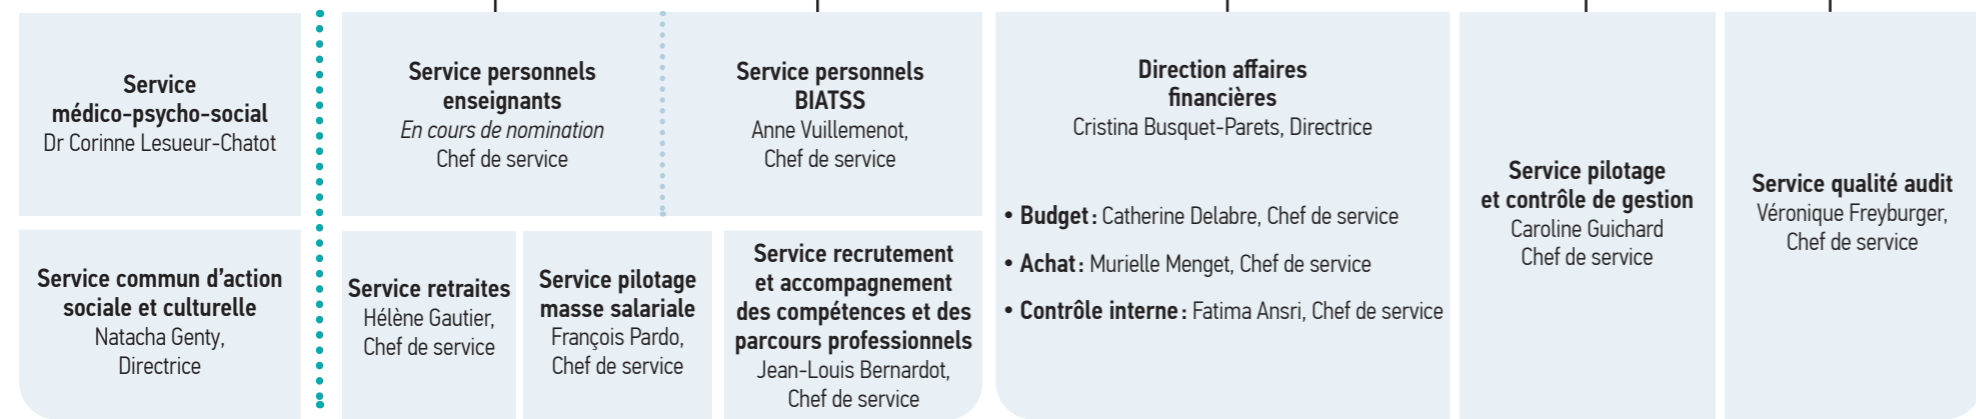 Service
médico-psycho-social
Dr Corinne Lesueur-Chatot
Service commun d’action
sociale et culturelle
Natacha Genty,
Directrice
Service personnels
enseignants
En cours de nomination
Chef de service
Service personnels
BIATSS
Anne Vuillemenot,
Chef de service
Service retraites
Hélène Gautier,
Chef de service
Service pilotage
masse salariale
François Pardo,
Chef de service
Service recrutement
et accompagnement
des compétences et des
parcours professionnels
Jean-Louis Bernardot,
Chef de service
Direction affaires
financières
Cristina Busquet-Parets, Directrice
• Budget : Catherine Delabre, Chef de service
• Achat : Murielle Menget, Chef de service
• Contrôle interne : Fatima Ansri, Chef de service
Service pilotage
et contrôle de gestion
Caroline Guichard
Chef de service
Service qualité audit
Véronique Freyburger,
Chef de service